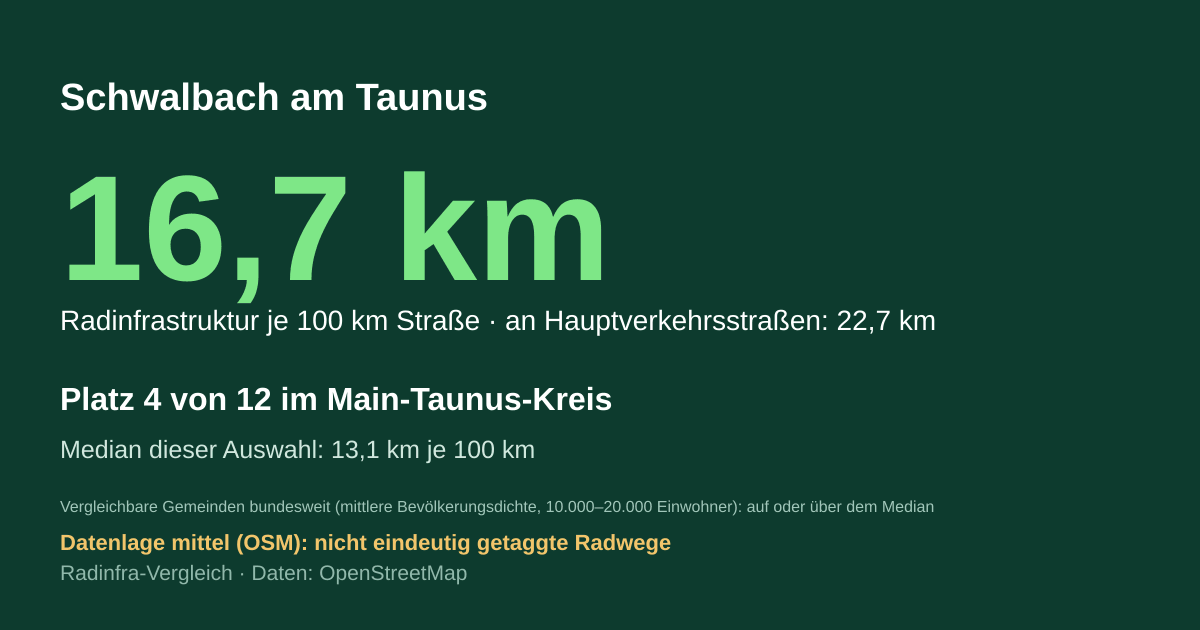 Schwalbach am Taunus
16,7 km
Radinfrastruktur je 100 km Straße · an Hauptverkehrsstraßen: 22,7 km
Platz 4 von 12 im Main-Taunus-Kreis
Median dieser Auswahl: 13,1 km je 100 km
Vergleichbare Gemeinden bundesweit (mittlere Bevölkerungsdichte, 10.000–20.000 Einwohner): auf oder über dem Median
Datenlage mittel (OSM): nicht eindeutig getaggte Radwege
Radinfra-Vergleich · Daten: OpenStreetMap